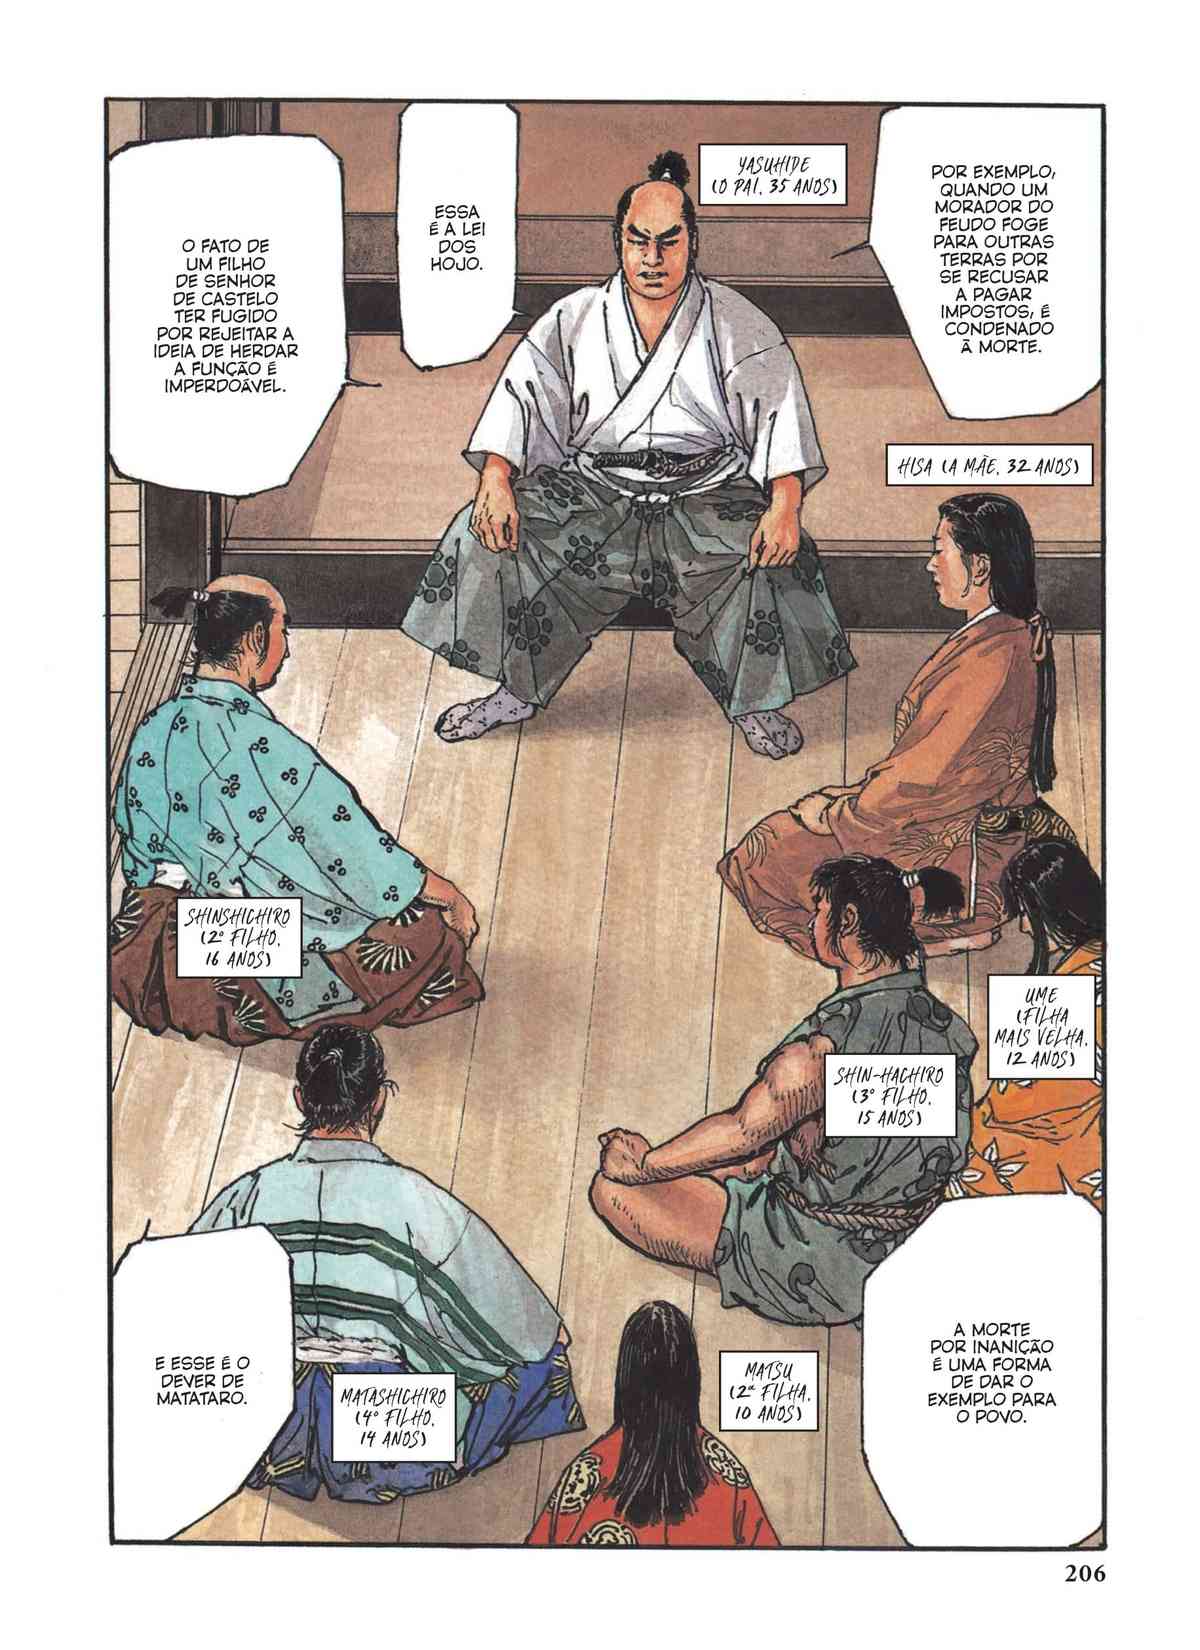 POR EXEMPLO,
QUANDO UM
MORADOR DO
FEUDO FOGE
PARA OUTRAS
TERRAS POR
SE RECUSAR
A PAGAR
IMPOSTOS, É
CONDENADO
À MORTE.
YASUHIDE
(O PAI, 35 ANOS)
ESSA
É A LEI
DOS
HOJO.
O FATO DE
UM FILHO
DE SENHOR
DE CASTELO
TER FUGIDO
POR REJEITAR A
IDEIA DE HERDAR
A FUNÇÃO É
IMPERDOÁVEL.
HISA (A MÃE, 32 ANOS)
SHINSHICHIRO
(2º FILHO,
16 ANOS)
UME
(FILHA
MAIS VELHA,
12 ANOS)
SHIN-HACHIRO
(3º FILHO,
15 ANOS)
A MORTE
POR INANIÇÃO
É UMA FORMA
DE DAR O
EXEMPLO PARA
O POVO.
MATSU
(2ª FILHA,
10 ANOS)
MATASHICHIRO
(4º FILHO,
14 ANOS)
E ESSE É O
DEVER DE
MATATARO.
206